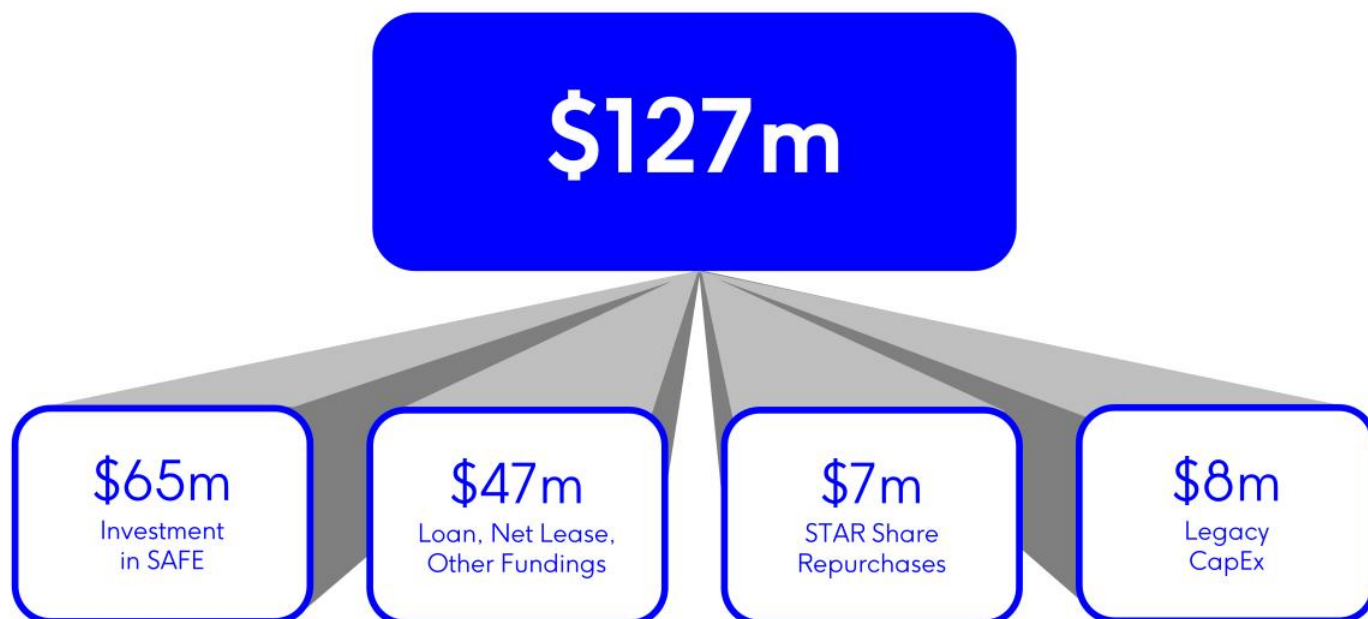 $127m
$65m
Investment
in SAFE
$47m
Loan, Net Lease,
Other Fundings
$7m
STAR Share
Repurchases
$8m
Legacy
CapEx